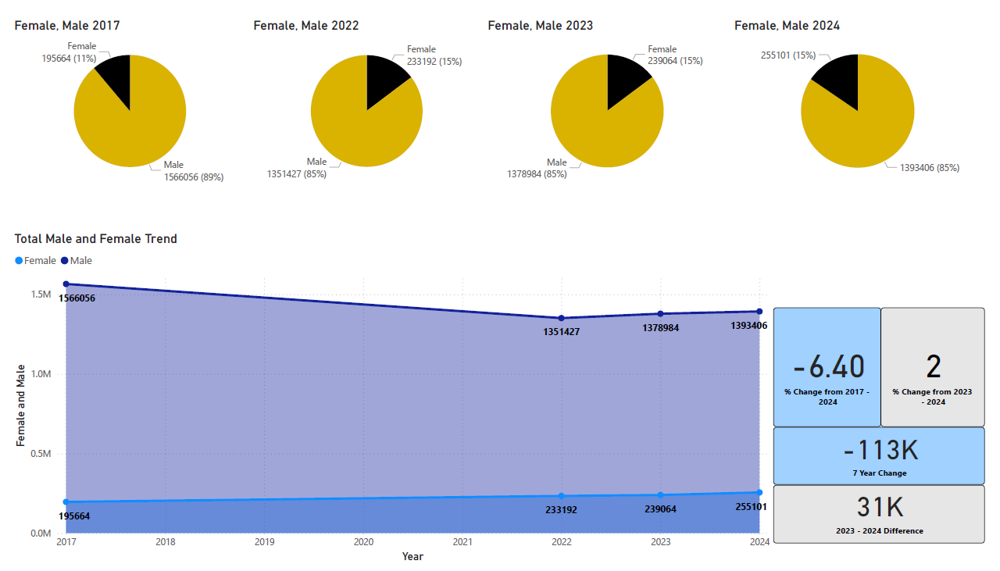 Female, Male 2017
Female
195664 (11%)
Male
1566056 (89%)
Female, Male 2022
Female
233192 (15%)
Male
1351427 (85%)
Female, Male 2023
Female
239064 (15%)
Male
1378984 (85%)
Female, Male 2024
255101 (15%)
1393406 (85%)
Total Male and Female Trend
Female Male
Female and Male
1.5M
1.0M
0.5M
0.0M
1566056
1351427
1378984
1393406
195664
233192
239064
255101
2017 2018 2019 2020 2021 2022 2023 2024
Year
-6.40
% Change from 2017 -
2024
2
% Change from 2023
- 2024
-113K
7 Year Change
31K
2023 - 2024 Difference